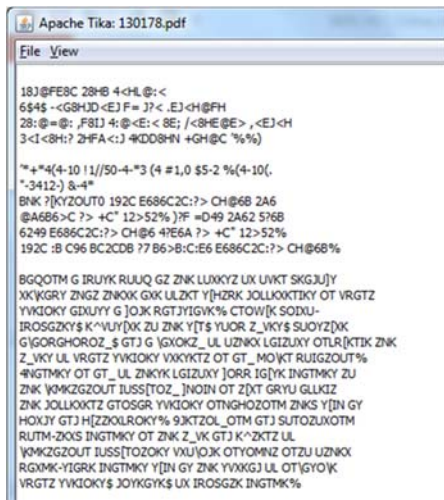 Apache Tika: 130178.pdf
File View
18J@FE8C 28HB 4<HL@:<
6$4$ -<G8HJD<EJ F= J?< .EJ<H@FH
28:@=@: ,F8IJ 4:@<E:< 8E; /<8HE@E> ,<EJ<H
3<I<8H:? 2HFA<:J 4KDD8HN +GH@C '%%)
'*+*4(4-10 !1//50-4-*3 (4 #1,0 $5-2 %(4-10(.
"-3412-) &-4*
BNK ?[KYZOUT0 192C E686C2C:?> CH@6B 2A6
@A6B6>C ?> +C" 12>52% )?F =D49 2A62 5?6B
6249 E686C2C:?> CH@6 4?E6A ?> +C" 12>52%
192C :B C96 BC2CDB ?7 B6>B:C:E6 E686C2C:?> CH@6B%
BGQOTM G IRUYK RUUQ GZ ZNK LUXKYZ UX UVKT SKGJU]Y
XK\KGRY ZNGZ ZNKXK GXK ULZKT Y[HZRK JOLLKXKTIKY OT VRGTZ
YVKIOKY GIXUYY G ]OJK RGTJYIGVK% CTOW[K SOIXU-
IROSGZKY$ K^VUY[XK ZU ZNK Y[T$ YUOR Z_VKY$ SUOYZ[XK
G\GORGHOROZ_$ GTJ G \GXOKZ_ UL UZNKX LGIZUXY OTLR[KTIK ZNK
Z_VKY UL VRGTZ YVKIOKY VXKYKTZ OT GT_ MO\KT RUIGZOUT%
4NGTMKY OT GT_ UL ZNKYK LGIZUXY ]ORR IG[YK INGTMKY ZU
ZNK \KMKZGZOUT IUSS[TOZ_ ]NOIN OT Z[XT GRYU GLLKIZ
ZNK JOLLKXKTZ GTOSGR YVKIOKY OTNGHOZOTM ZNKS Y[IN GY
HOXJY GTJ H[ZZKXLROKY% 9JKTZOL_OTM GTJ SUTOZUXOTM
RUTM-ZKXS INGTMKY OT ZNK Z_VK GTJ K^ZKTZ UL
\KMKZGZOUT IUSS[TOZOKY VXU\OJK OTYOMNZ OTZU UZNKX
RGXMK-YIGRK INGTMKY Y[IN GY ZNK YVXKGJ UL OT\GYO\K
VRGTZ YVKIOKY$ JOYKGYK$ UX IROSGZK INGTMK%